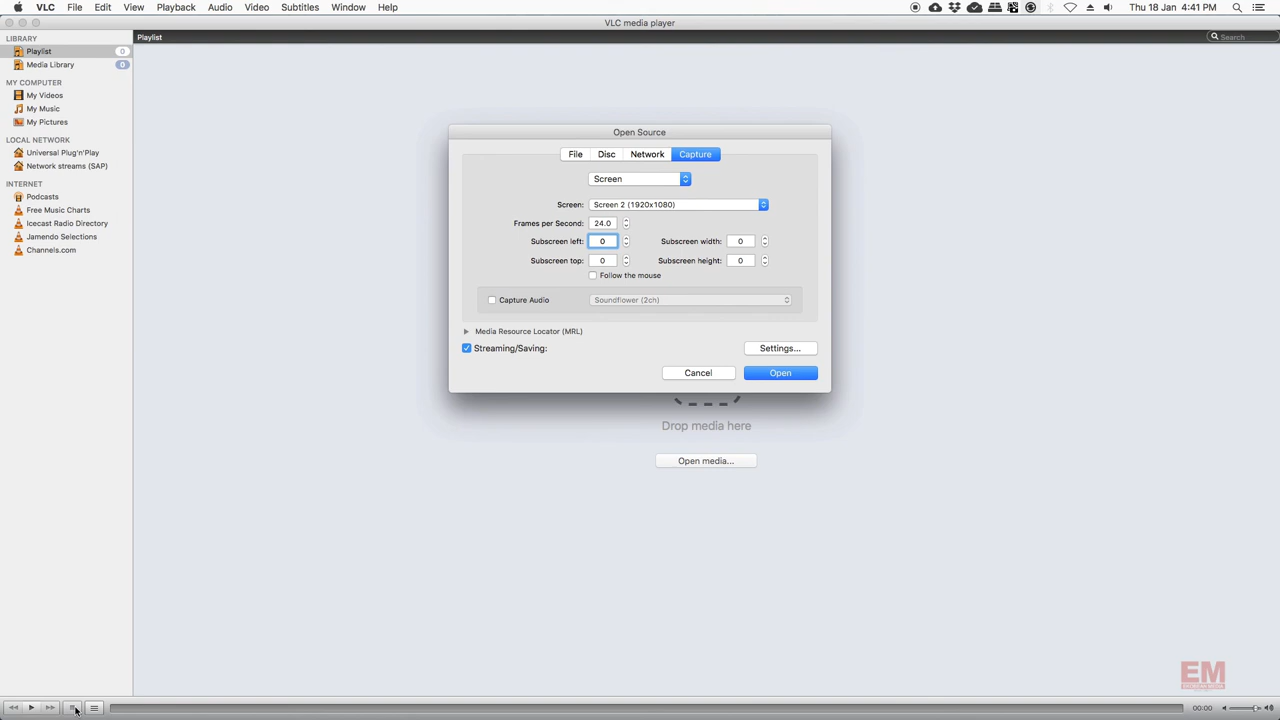 VLC File Edit View Playback Audio Video Subtitles Window Help Thu 18 Jan 4:41 PM
VLC media player
LIBRARY
Playlist 0
Media Library 0
MY COMPUTER
My Videos
My Music
My Pictures
LOCAL NETWORK
Universal Plug'n'Play
Network streams (SAP)
INTERNET
Podcasts
Free Music Charts
Icecast Radio Directory
Jamendo Selections
Channels.com
Playlist Search
Open Source
File Disc Network Capture
Screen
Screen: Screen 2 (1920x1080)
Frames per Second: 24.0
Subscreen left: 0 Subscreen width: 0
Subscreen top: 0 Subscreen height: 0
Follow the mouse
Capture Audio Soundflower (2ch)
Media Resource Locator (MRL)
Streaming/Saving: Settings...
Cancel Open
Drop media here
Open media...
EM
00:00